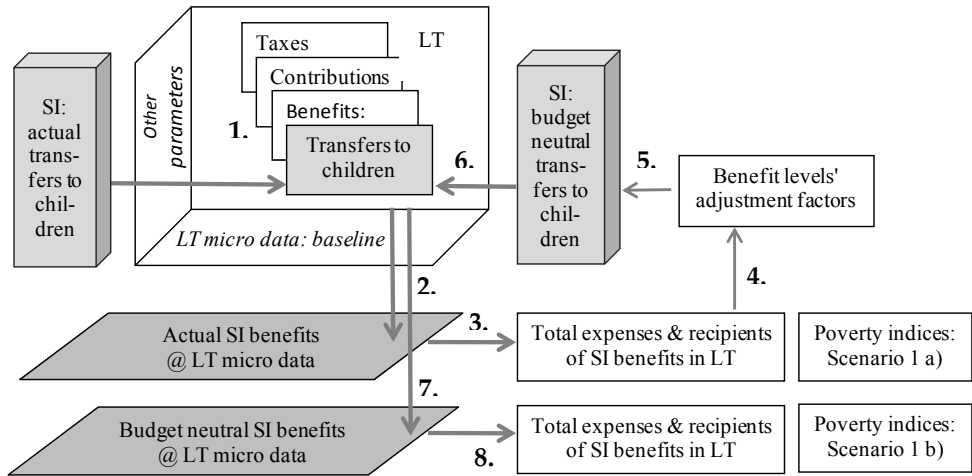 Taxes
LT
Contributions
Benefits:
Transfers to
children
Other
parameters
LT micro data: baseline
1.
SI:
actual
trans-
fers to
chil-
dren
6.
SI:
budget
neutral
trans-
fers to
chil-
dren
5.
Benefit levels'
adjustment factors
4.
2.
3.
Actual SI benefits
@ LT micro data
Total expenses & recipients
of SI benefits in LT
Poverty indices:
Scenario 1 a)
7.
Budget neutral SI benefits
@ LT micro data
8.
Total expenses & recipients
of SI benefits in LT
Poverty indices:
Scenario 1 b)